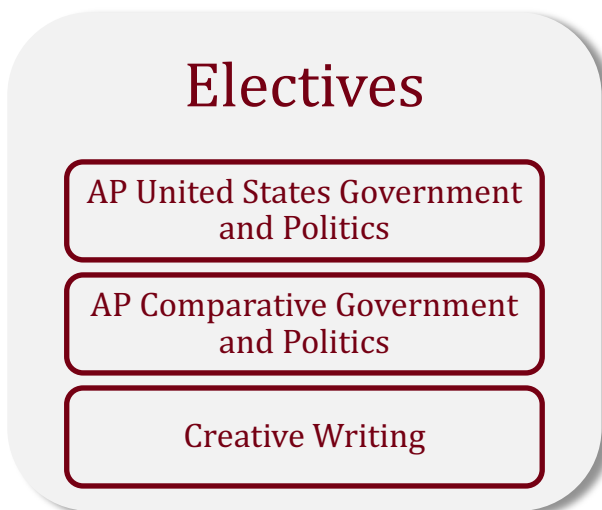 Electives
AP United States Government
and Politics
AP Comparative Government
and Politics
Creative Writing